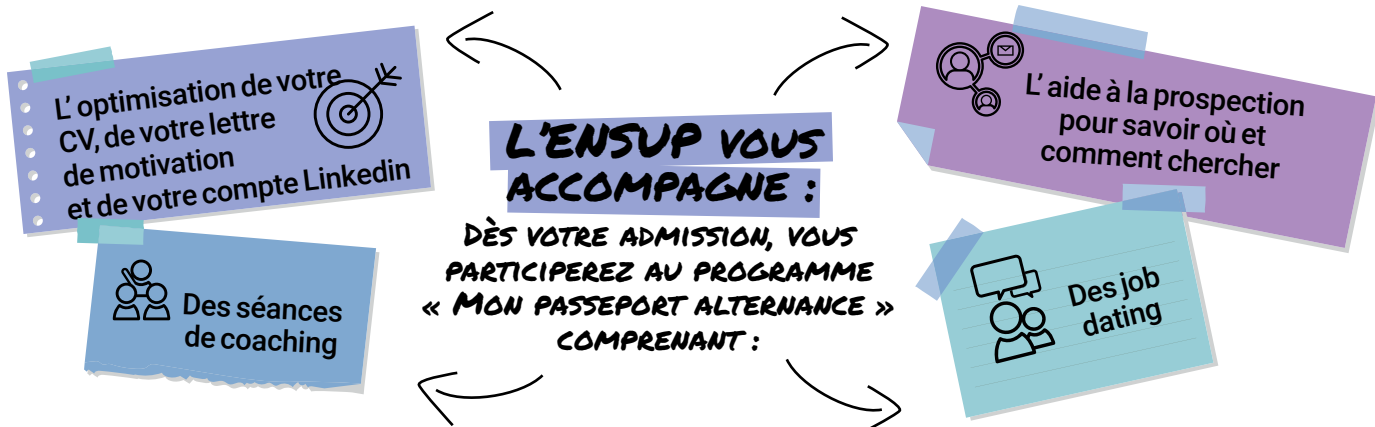 L' optimisation de votre
CV, de votre lettre
de motivation
et de votre compte Linkedin
Des séances
de coaching
L'ENSUP VOUS
ACCOMPAGNE :
DÈS VOTRE ADMISSION, VOUS
PARTICIPEREZ AU PROGRAMME
« MON PASSEPORT ALTERNANCE »
COMPRENANT :
L' aide à la prospection
pour savoir où et
comment chercher
Des job
dating